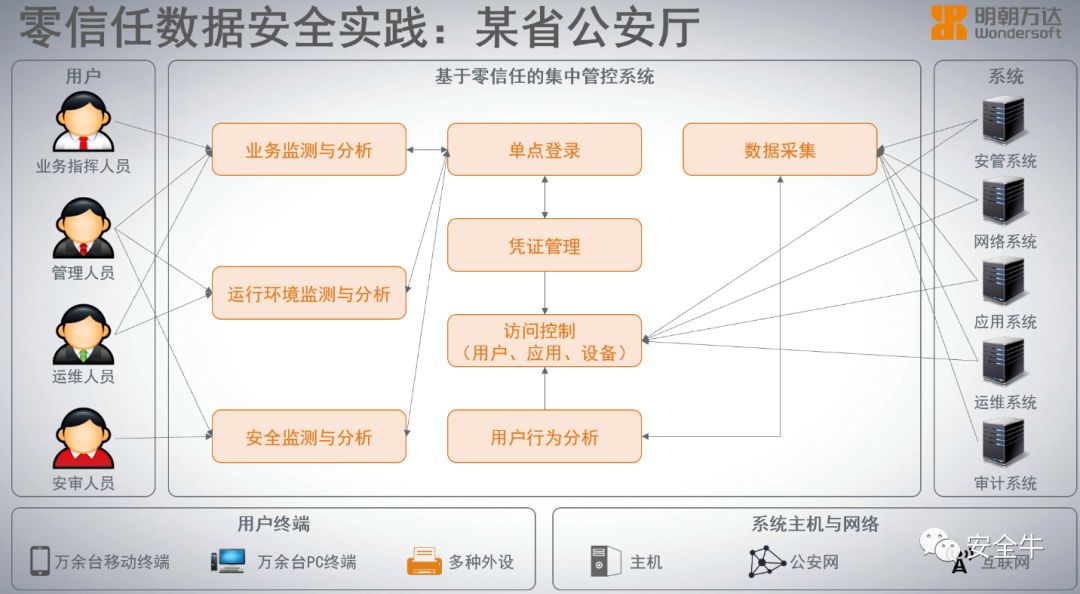 零信任数据安全实践：某省公安厅
明朝万达
Wondersoft
用户
业务指挥人员
管理人员
运维人员
安审人员
基于零信任的集中管控系统
业务监测与分析
单点登录
数据采集
凭证管理
运行环境监测与分析
访问控制
（用户、应用、设备）
安全监测与分析
用户行为分析
系统
安管系统
网络系统
应用系统
运维系统
审计系统
用户终端
万余台移动终端
万余台PC终端
多种外设
系统主机与网络
主机
公安网
互联网
安全牛